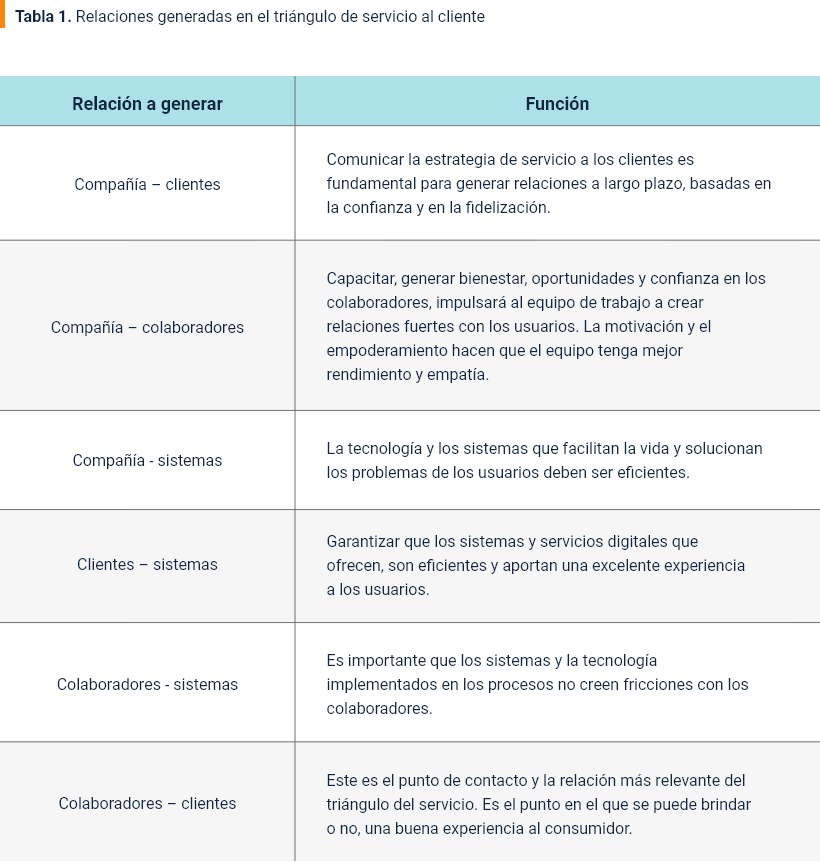 Tabla 1. Relaciones generadas en el triángulo de servicio al cliente
Relación a generar
Función
Compañía – clientes
Comunicar la estrategia de servicio a los clientes es
fundamental para generar relaciones a largo plazo, basadas en
la confianza y en la fidelización.
Compañía – colaboradores
Capacitar, generar bienestar, oportunidades y confianza en los
colaboradores, impulsará al equipo de trabajo a crear
relaciones fuertes con los usuarios. La motivación y el
empoderamiento hacen que el equipo tenga mejor
rendimiento y empatía.
Compañía - sistemas
La tecnología y los sistemas que facilitan la vida y solucionan
los problemas de los usuarios deben ser eficientes.
Clientes – sistemas
Garantizar que los sistemas y servicios digitales que
ofrecen, son eficientes y aportan una excelente experiencia
a los usuarios.
Colaboradores - sistemas
Es importante que los sistemas y la tecnología
implementados en los procesos no creen fricciones con los
colaboradores.
Colaboradores – clientes
Este es el punto de contacto y la relación más relevante del
triángulo del servicio. Es el punto en el que se puede brindar
o no, una buena experiencia al consumidor.